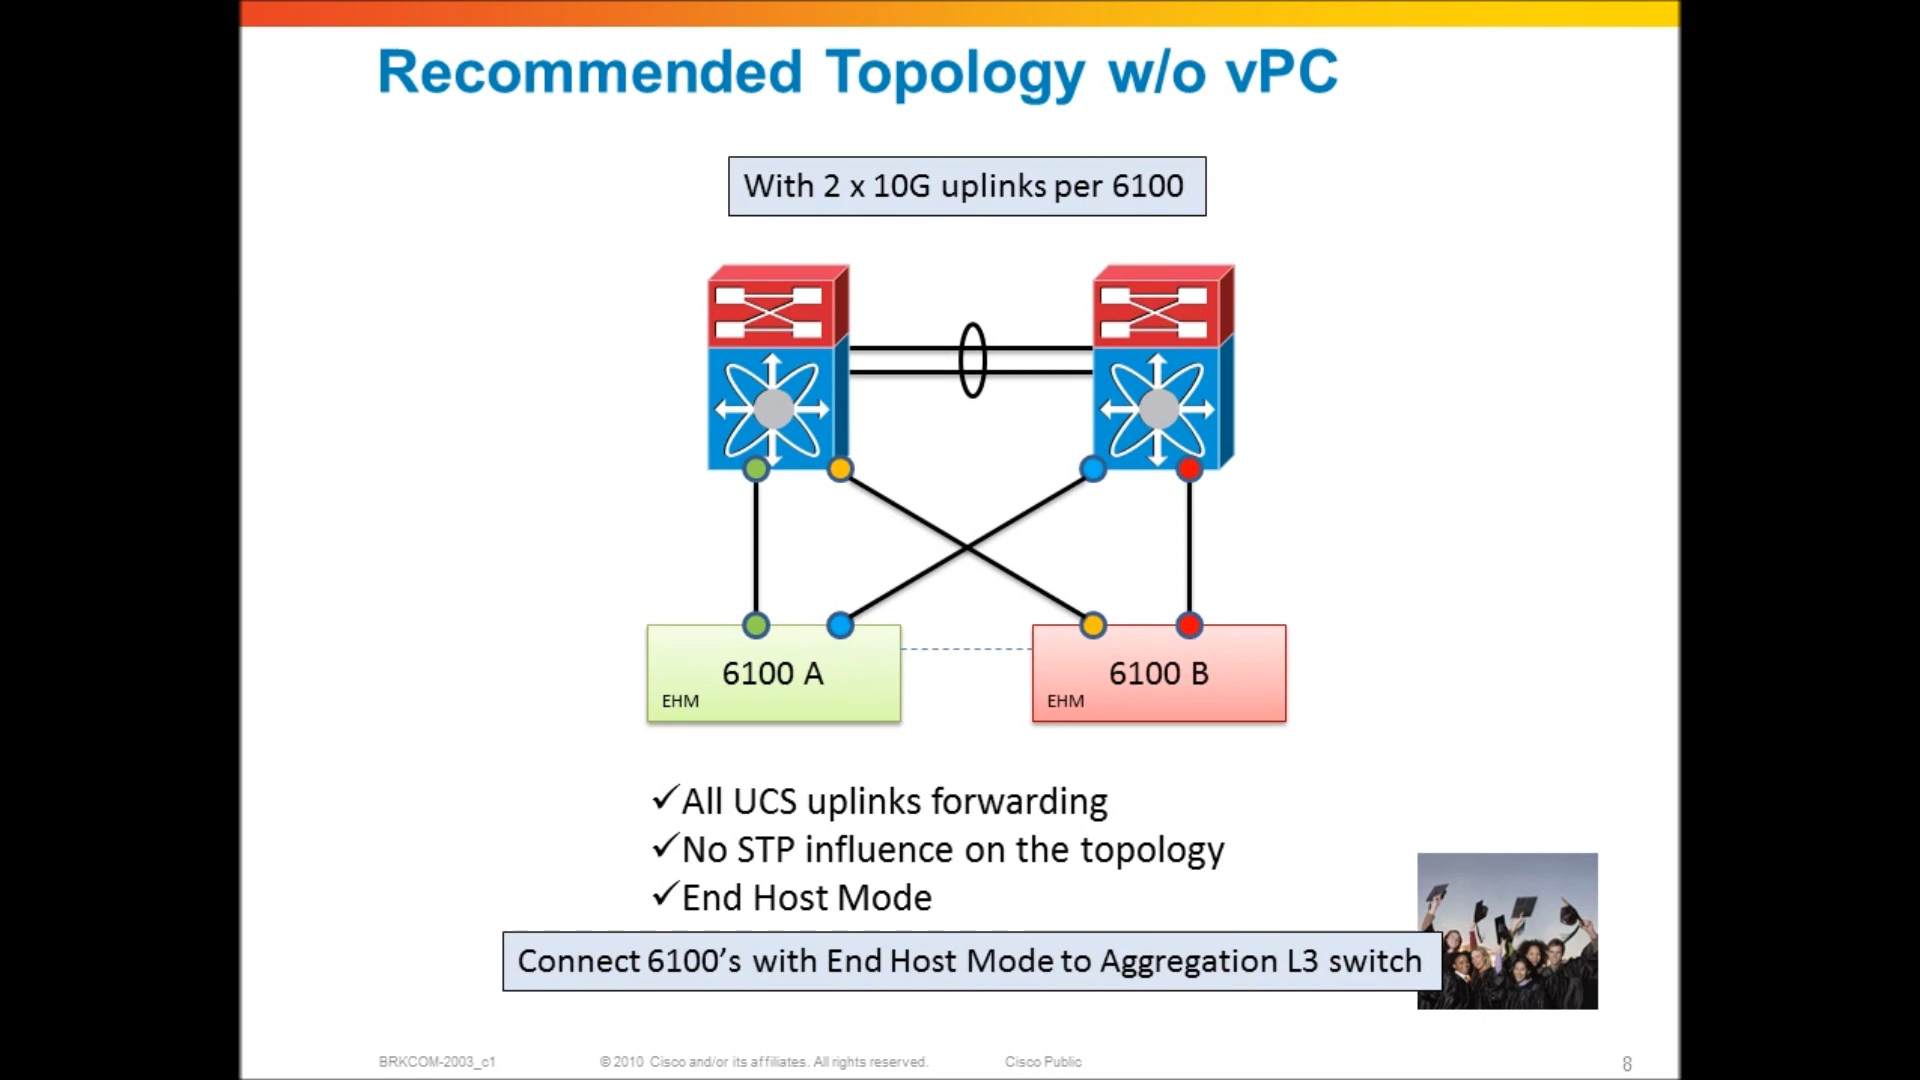 Recommended Topology w/o vPC
With 2 x 10G uplinks per 6100
6100 A
EHM
6100 B
EHM
✓All UCS uplinks forwarding
✓No STP influence on the topology
✓End Host Mode
Connect 6100’s with End Host Mode to Aggregation L3 switch
BRKCOM-2003_c1
© 2010 Cisco and/or its affiliates. All rights reserved.
Cisco Public
8